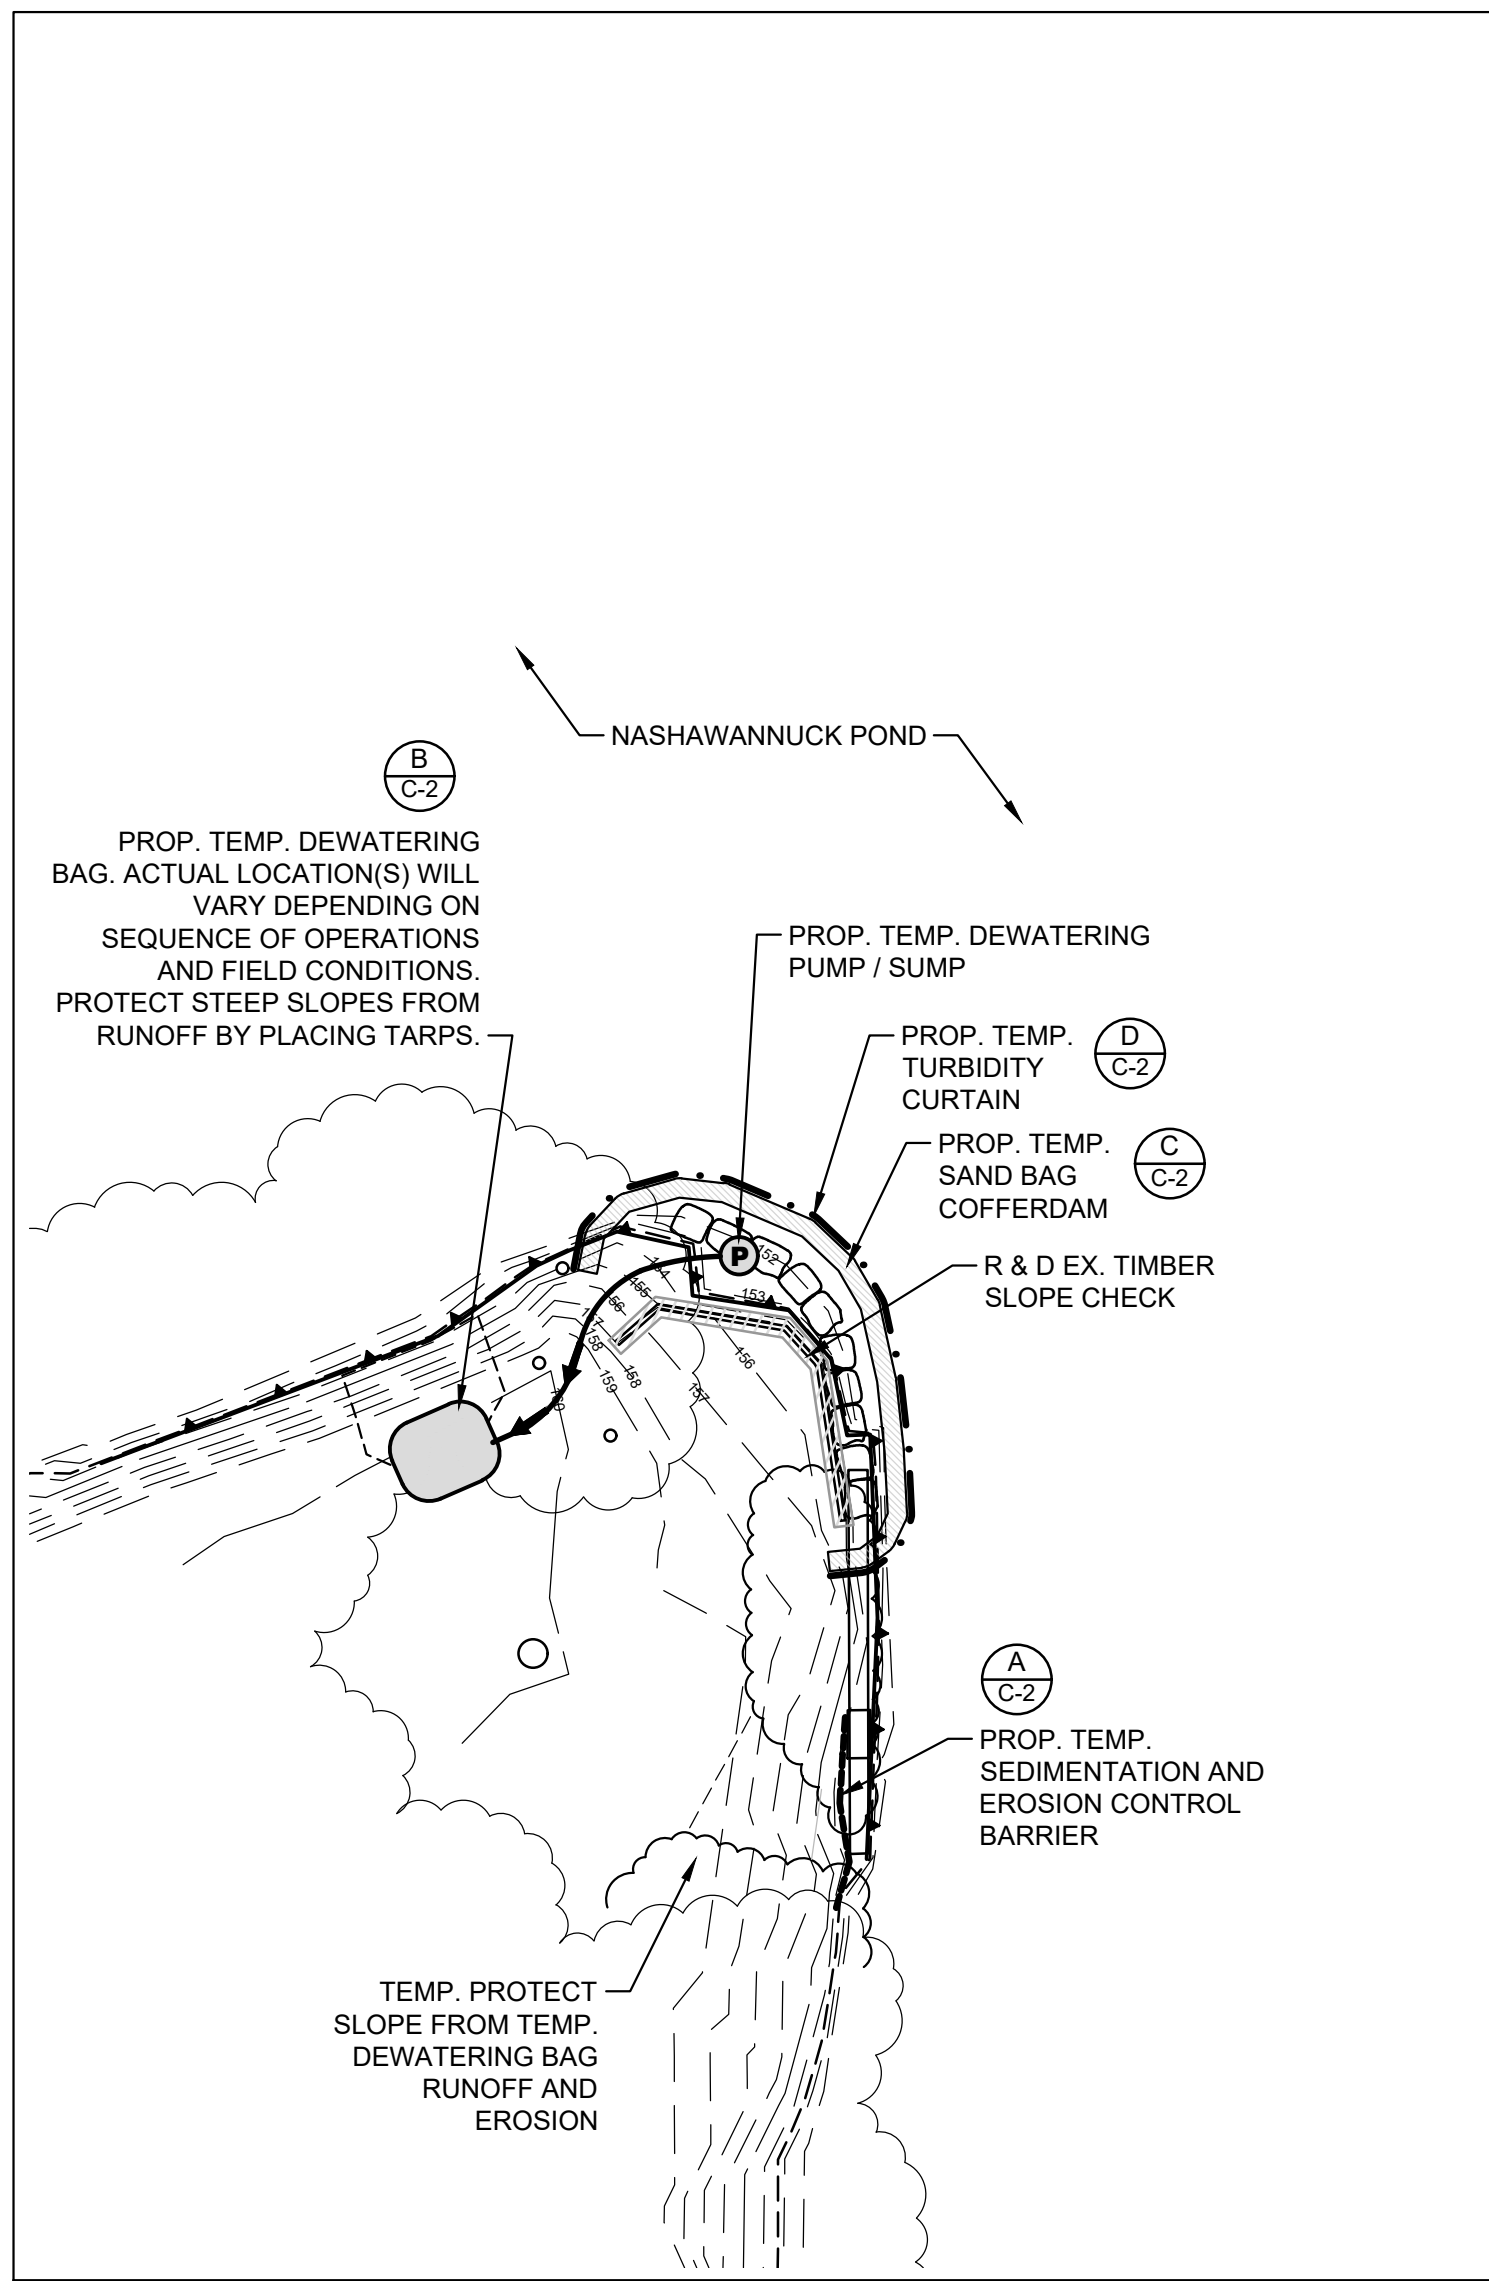 NASHAWANNUCK POND
B
C-2
PROP. TEMP. DEWATERING
BAG. ACTUAL LOCATION(S) WILL
VARY DEPENDING ON
SEQUENCE OF OPERATIONS
AND FIELD CONDITIONS.
PROTECT STEEP SLOPES FROM
RUNOFF BY PLACING TARPS.
PROP. TEMP. DEWATERING
PUMP / SUMP
PROP. TEMP.
TURBIDITY
CURTAIN
D
C-2
PROP. TEMP.
SAND BAG
COFFERDAM
C
C-2
R & D EX. TIMBER
SLOPE CHECK
P
152
153
154
155
156
157
158
159
158
156
157
160
A
C-2
PROP. TEMP.
SEDIMENTATION AND
EROSION CONTROL
BARRIER
TEMP. PROTECT
SLOPE FROM TEMP.
DEWATERING BAG
RUNOFF AND
EROSION